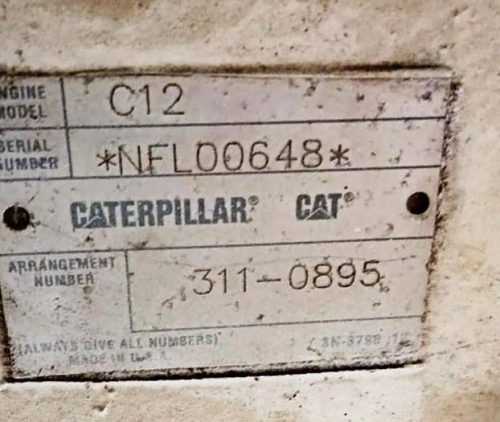 ENGINE MODEL C12
SERIAL NUMBER *NFL00648*
CATERPILLAR® CAT®
ARRANGEMENT NUMBER 311-0895
(ALWAYS GIVE ALL NUMBERS)
MADE IN U.S.A.